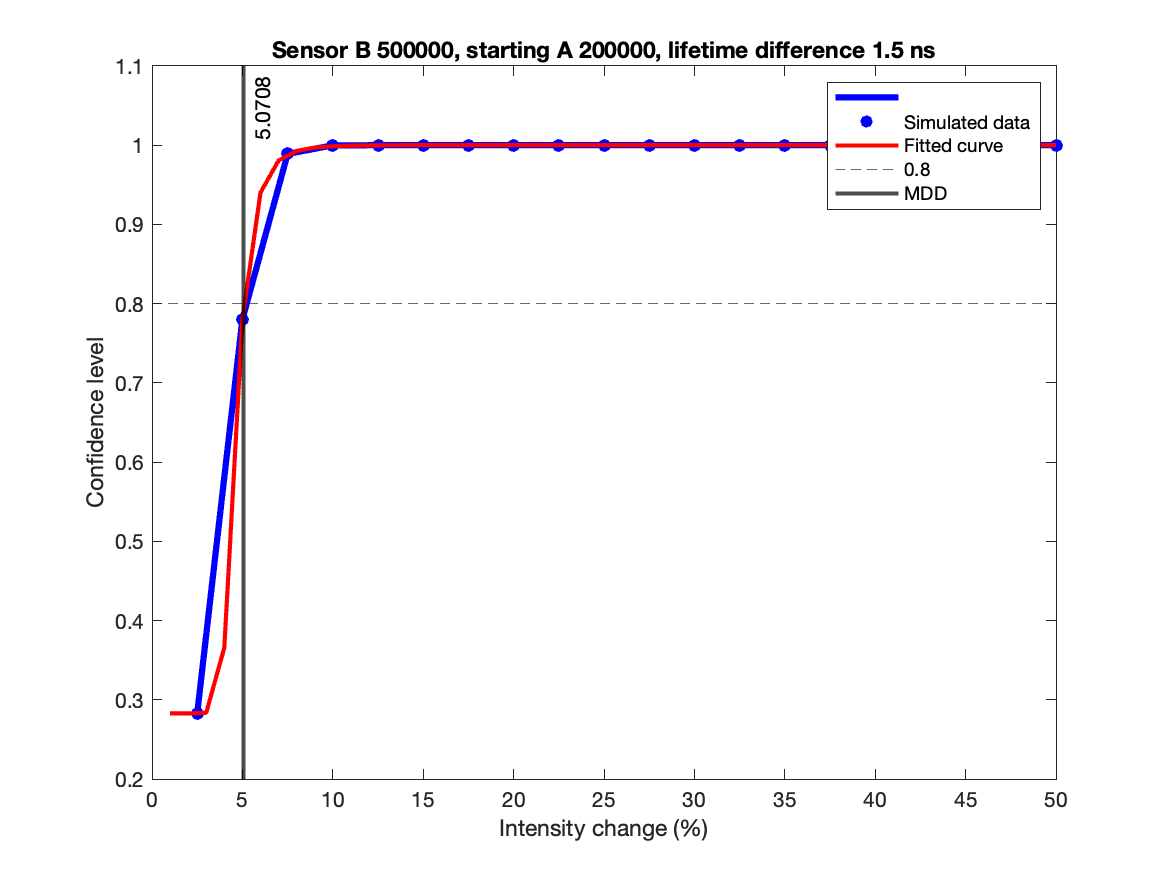 Sensor B 500000, starting A 200000, lifetime difference 1.5 ns
1.1
1
0.9
0.8
0.7
0.6
0.5
0.4
0.3
0.2
Confidence level
5.0708
Simulated data
Fitted curve
0.8
MDD
0 5 10 15 20 25 30 35 40 45 50
Intensity change (%)